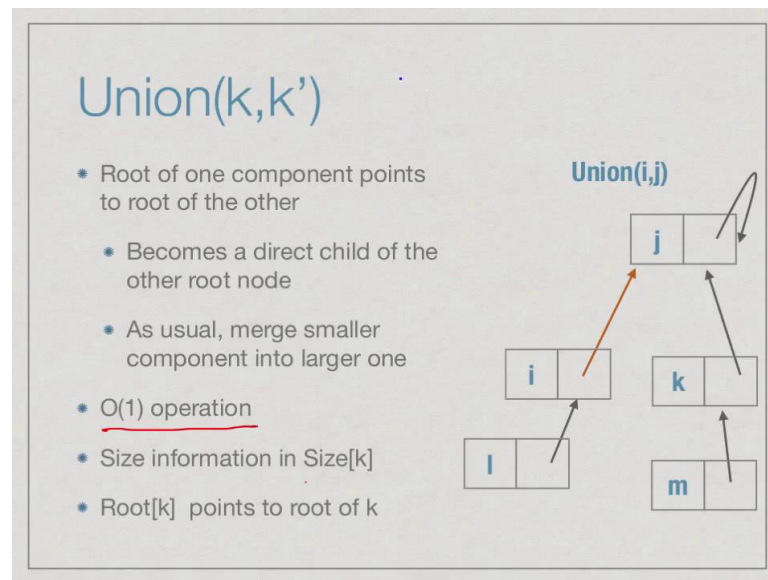 Union(k,k’)
Root of one component points
to root of the other
Becomes a direct child of the
other root node
As usual, merge smaller
component into larger one
O(1) operation
Size information in Size[k]
Root[k] points to root of k
Union(i,j)
j
i
k
l
m